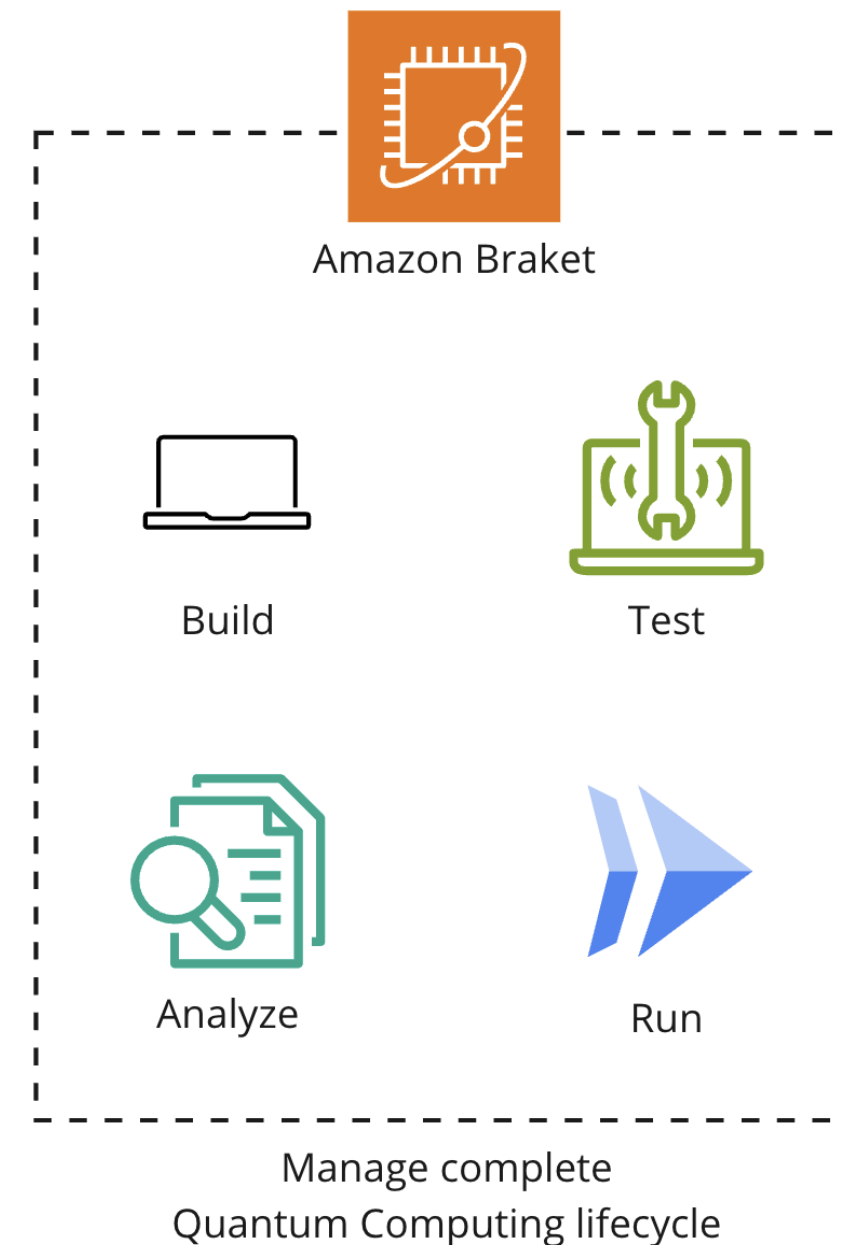 Amazon Braket
Build
Test
Analyze
Run
Manage complete
Quantum Computing lifecycle